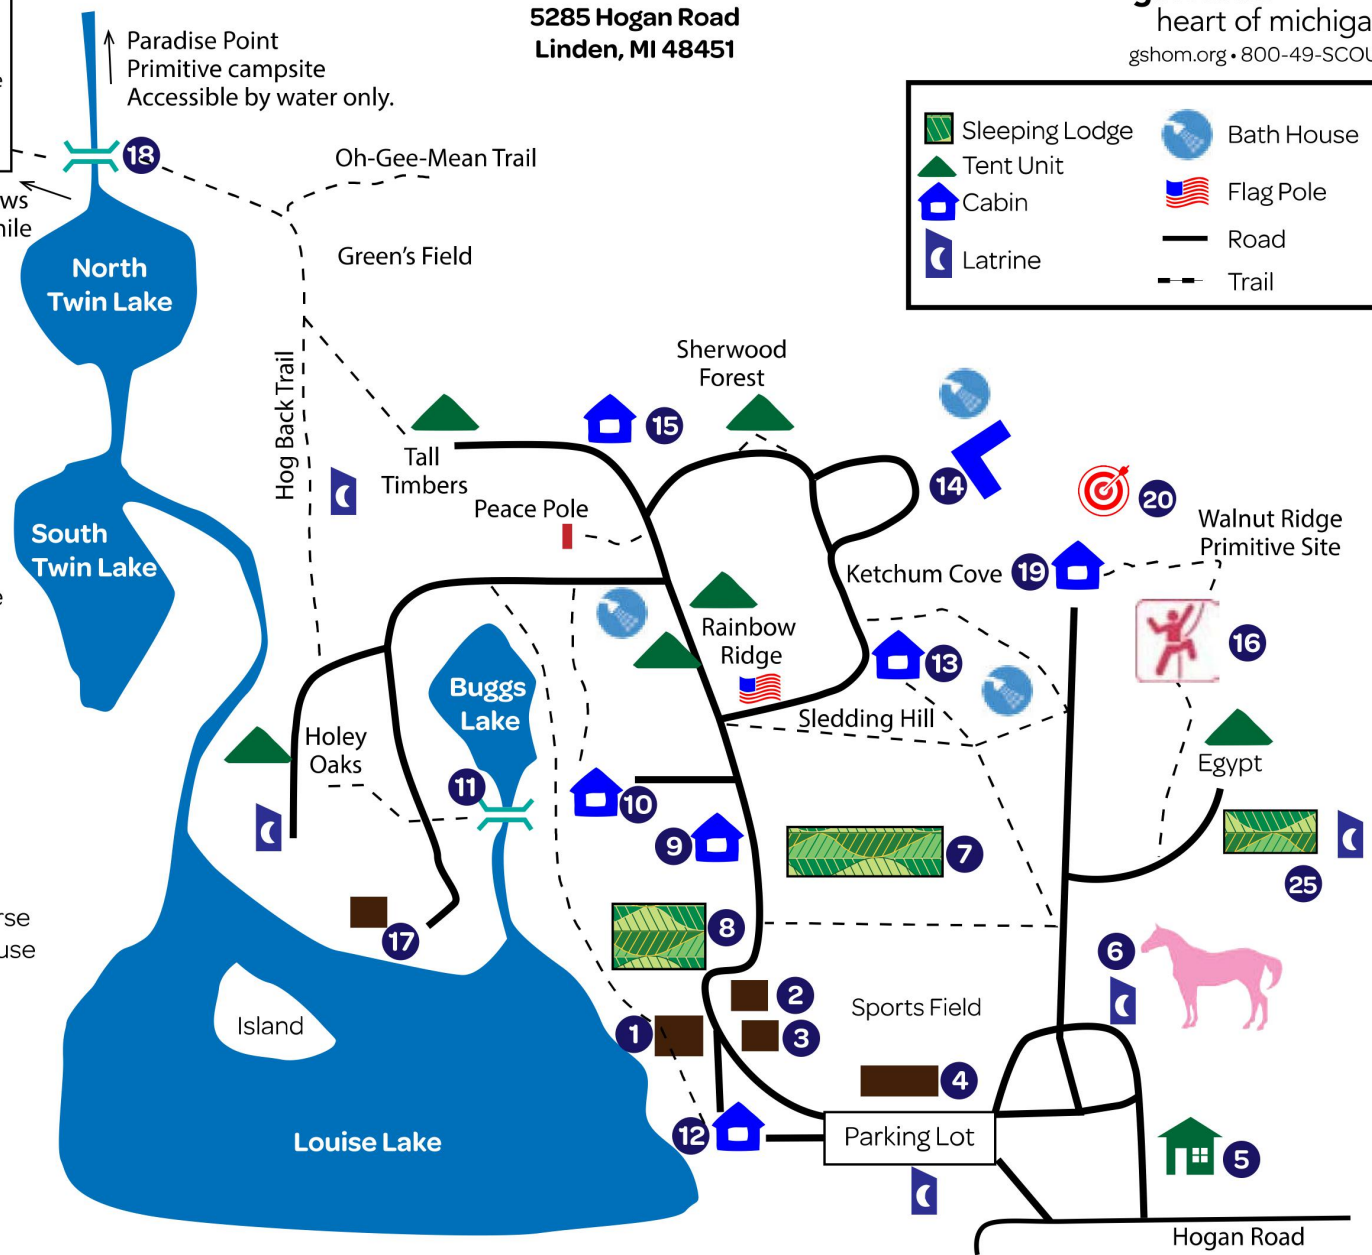 5285 Hogan Road
Linden, MI 48451
heart of michiga
gshom.org • 800-49-SCOU
Paradise Point
Primitive campsite
Accessible by water only.
Sleeping Lodge
Tent Unit
Cabin
Latrine
Bath House
Flag Pole
Road
Trail
18
Oh-Gee-Mean Trail
ws
nile
Green's Field
North
Twin Lake
Hog Back Trail
Sherwood
Forest
15
Tall
Timbers
14
20
Peace Pole
Walnut Ridge
Primitive Site
South
Twin Lake
Ketchum Cove
19
Rainbow
Ridge
16
13
Buggs
Lake
Sledding Hill
Holey
Oaks
Egypt
11
10
9
7
25
8
17
rse
use
6
2
Sports Field
Island
1
3
4
12
Parking Lot
Louise Lake
5
Hogan Road